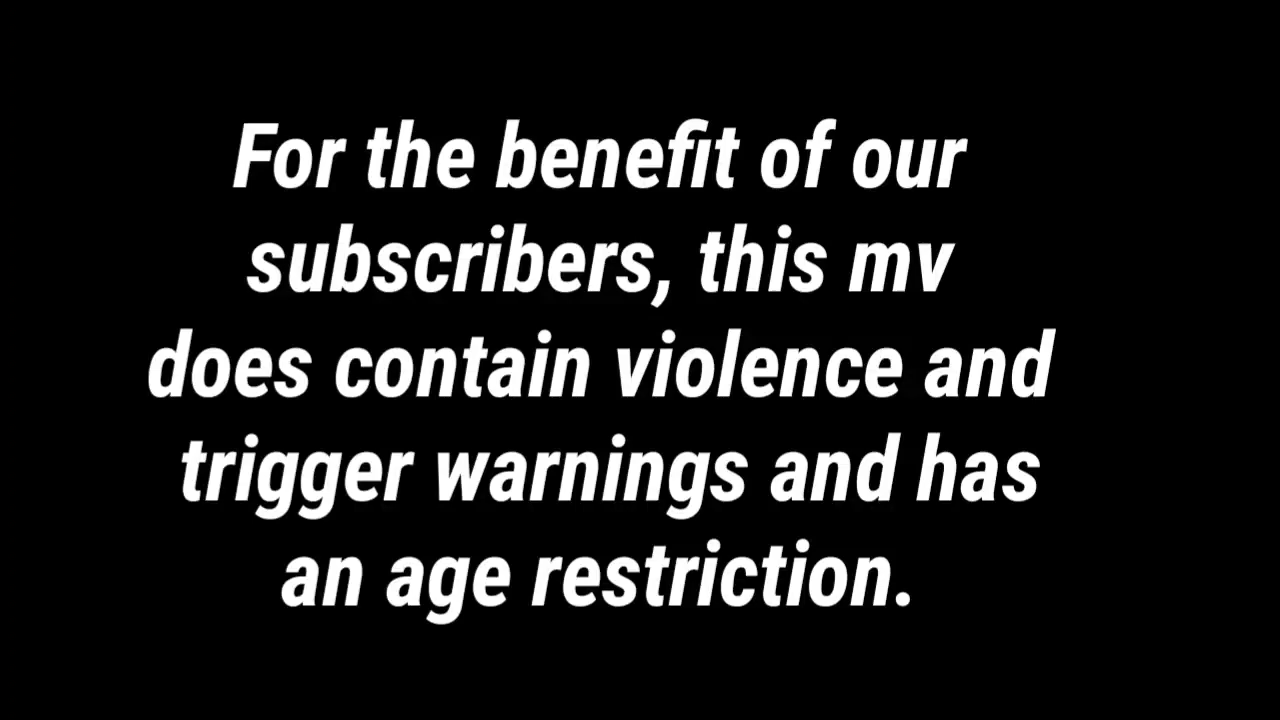 For the benefit of our
subscribers, this mv
does contain violence and
trigger warnings and has
an age restriction.